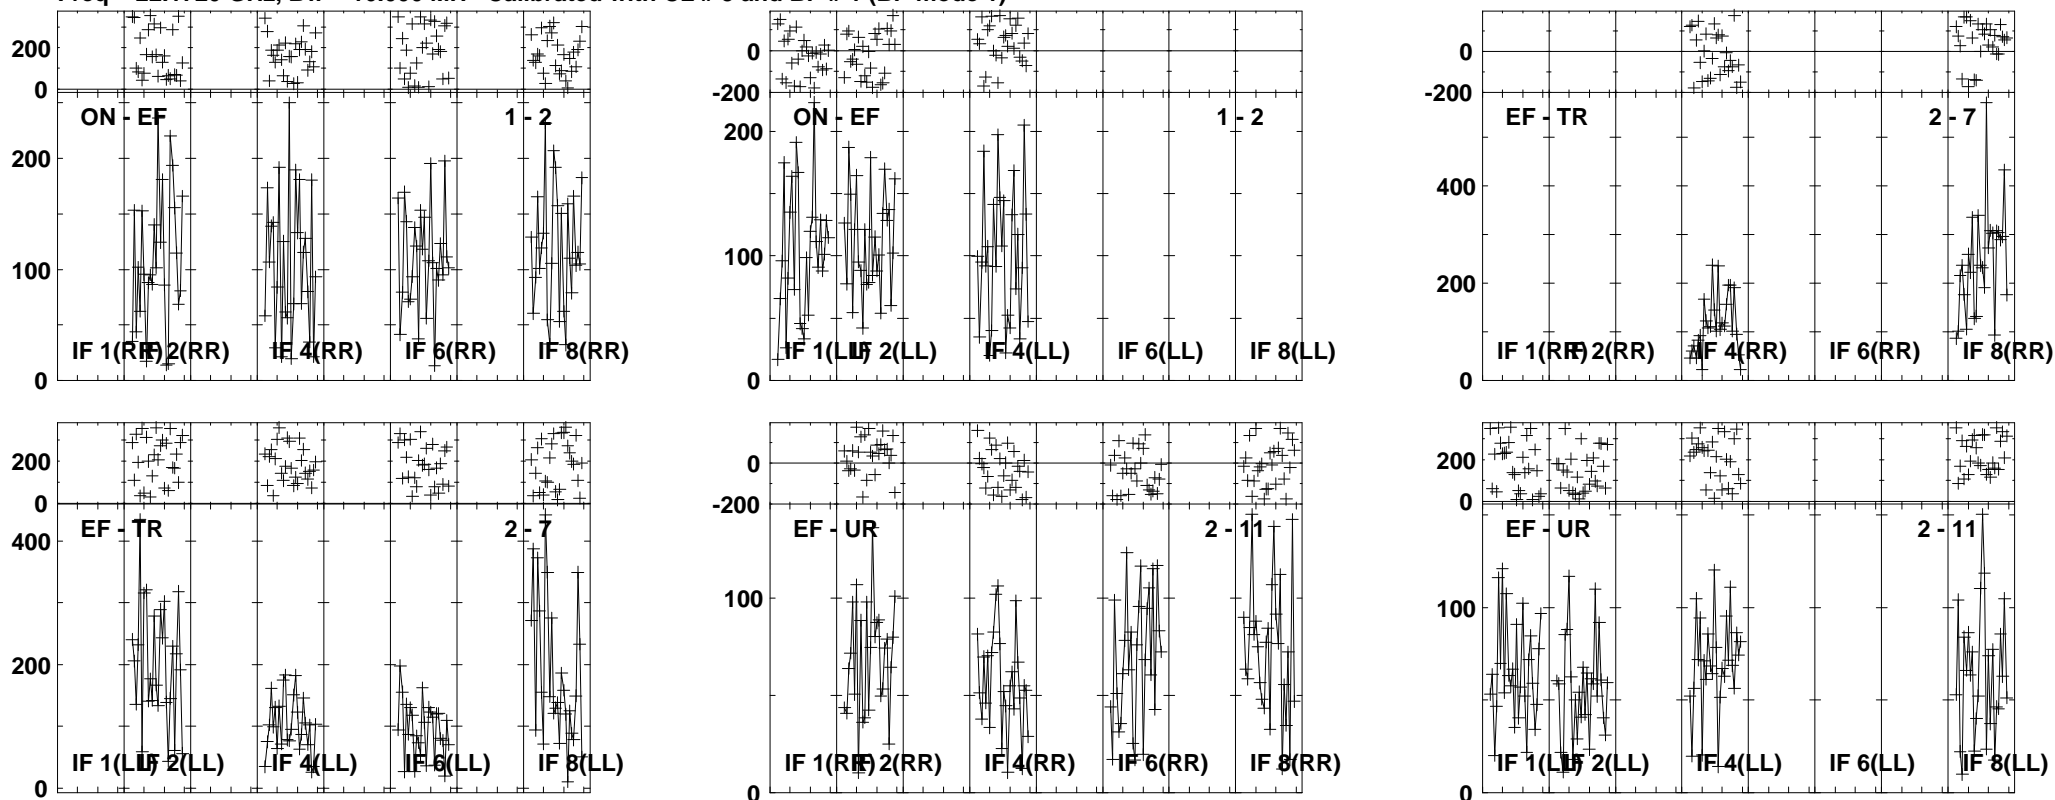 200
0
0
-200
0
-200
ON - EF
1 - 2
200
100
0
IF 1(RR)
IF 2(RR)
IF 4(RR)
IF 6(RR)
IF 8(RR)
ON - EF
1 - 2
200
100
0
IF 1(LL)
IF 2(LL)
IF 4(LL)
IF 6(LL)
IF 8(LL)
EF - TR
2 - 7
400
200
0
IF 1(RR)
IF 2(RR)
IF 4(RR)
IF 6(RR)
IF 8(RR)
200
0
EF - TR
2 - 7
400
200
0
IF 1(LL)
IF 2(LL)
IF 4(LL)
IF 6(LL)
IF 8(LL)
0
-200
EF - UR
2 - 11
100
0
IF 1(RR)
IF 2(RR)
IF 4(RR)
IF 6(RR)
IF 8(RR)
200
0
EF - UR
2 - 11
100
0
IF 1(LL)
IF 2(LL)
IF 4(LL)
IF 6(LL)
IF 8(LL)